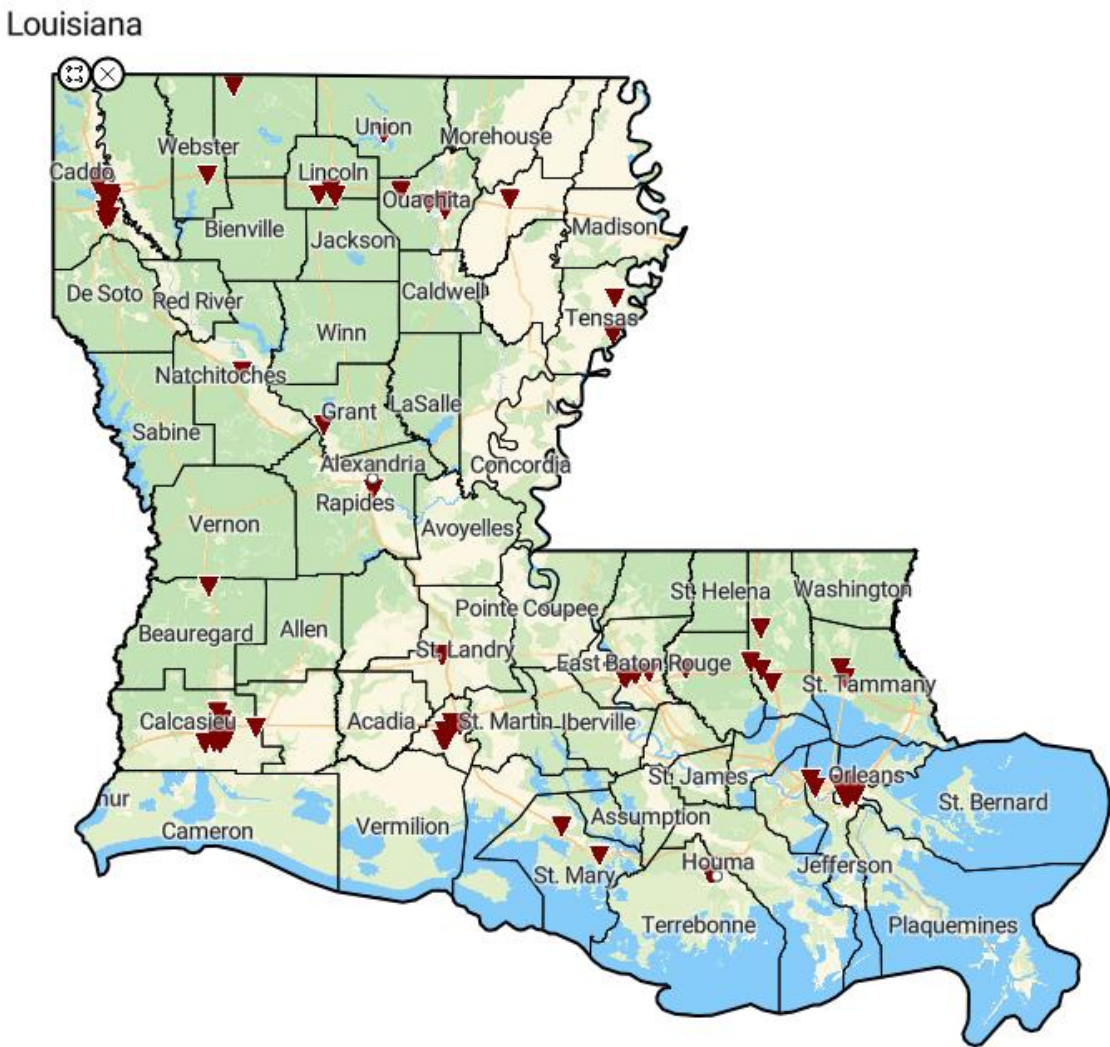 Louisiana
Union
Morehouse
Webster
Caddo
Lincoln
Ouachita
Bienville
Jackson
Madison
De Soto
Red River
Caldwell
Tensas
Winn
Natchitoches
Grant
LaSalle
N
Sabine
Alexandria
Concordia
Rapides
Vernon
Avoyelles
St. Helena
Washington
Pointe Coupee
Beauregard
Allen
St. Landry
East Baton Rouge
St. Tammany
Calcasieu
Acadia
St. Martin
Iberville
St. James
Orleans
nur
St. Bernard
Cameron
Vermilion
Assumption
Houma
Jefferson
St. Mary
Terrebonne
Plaquemines